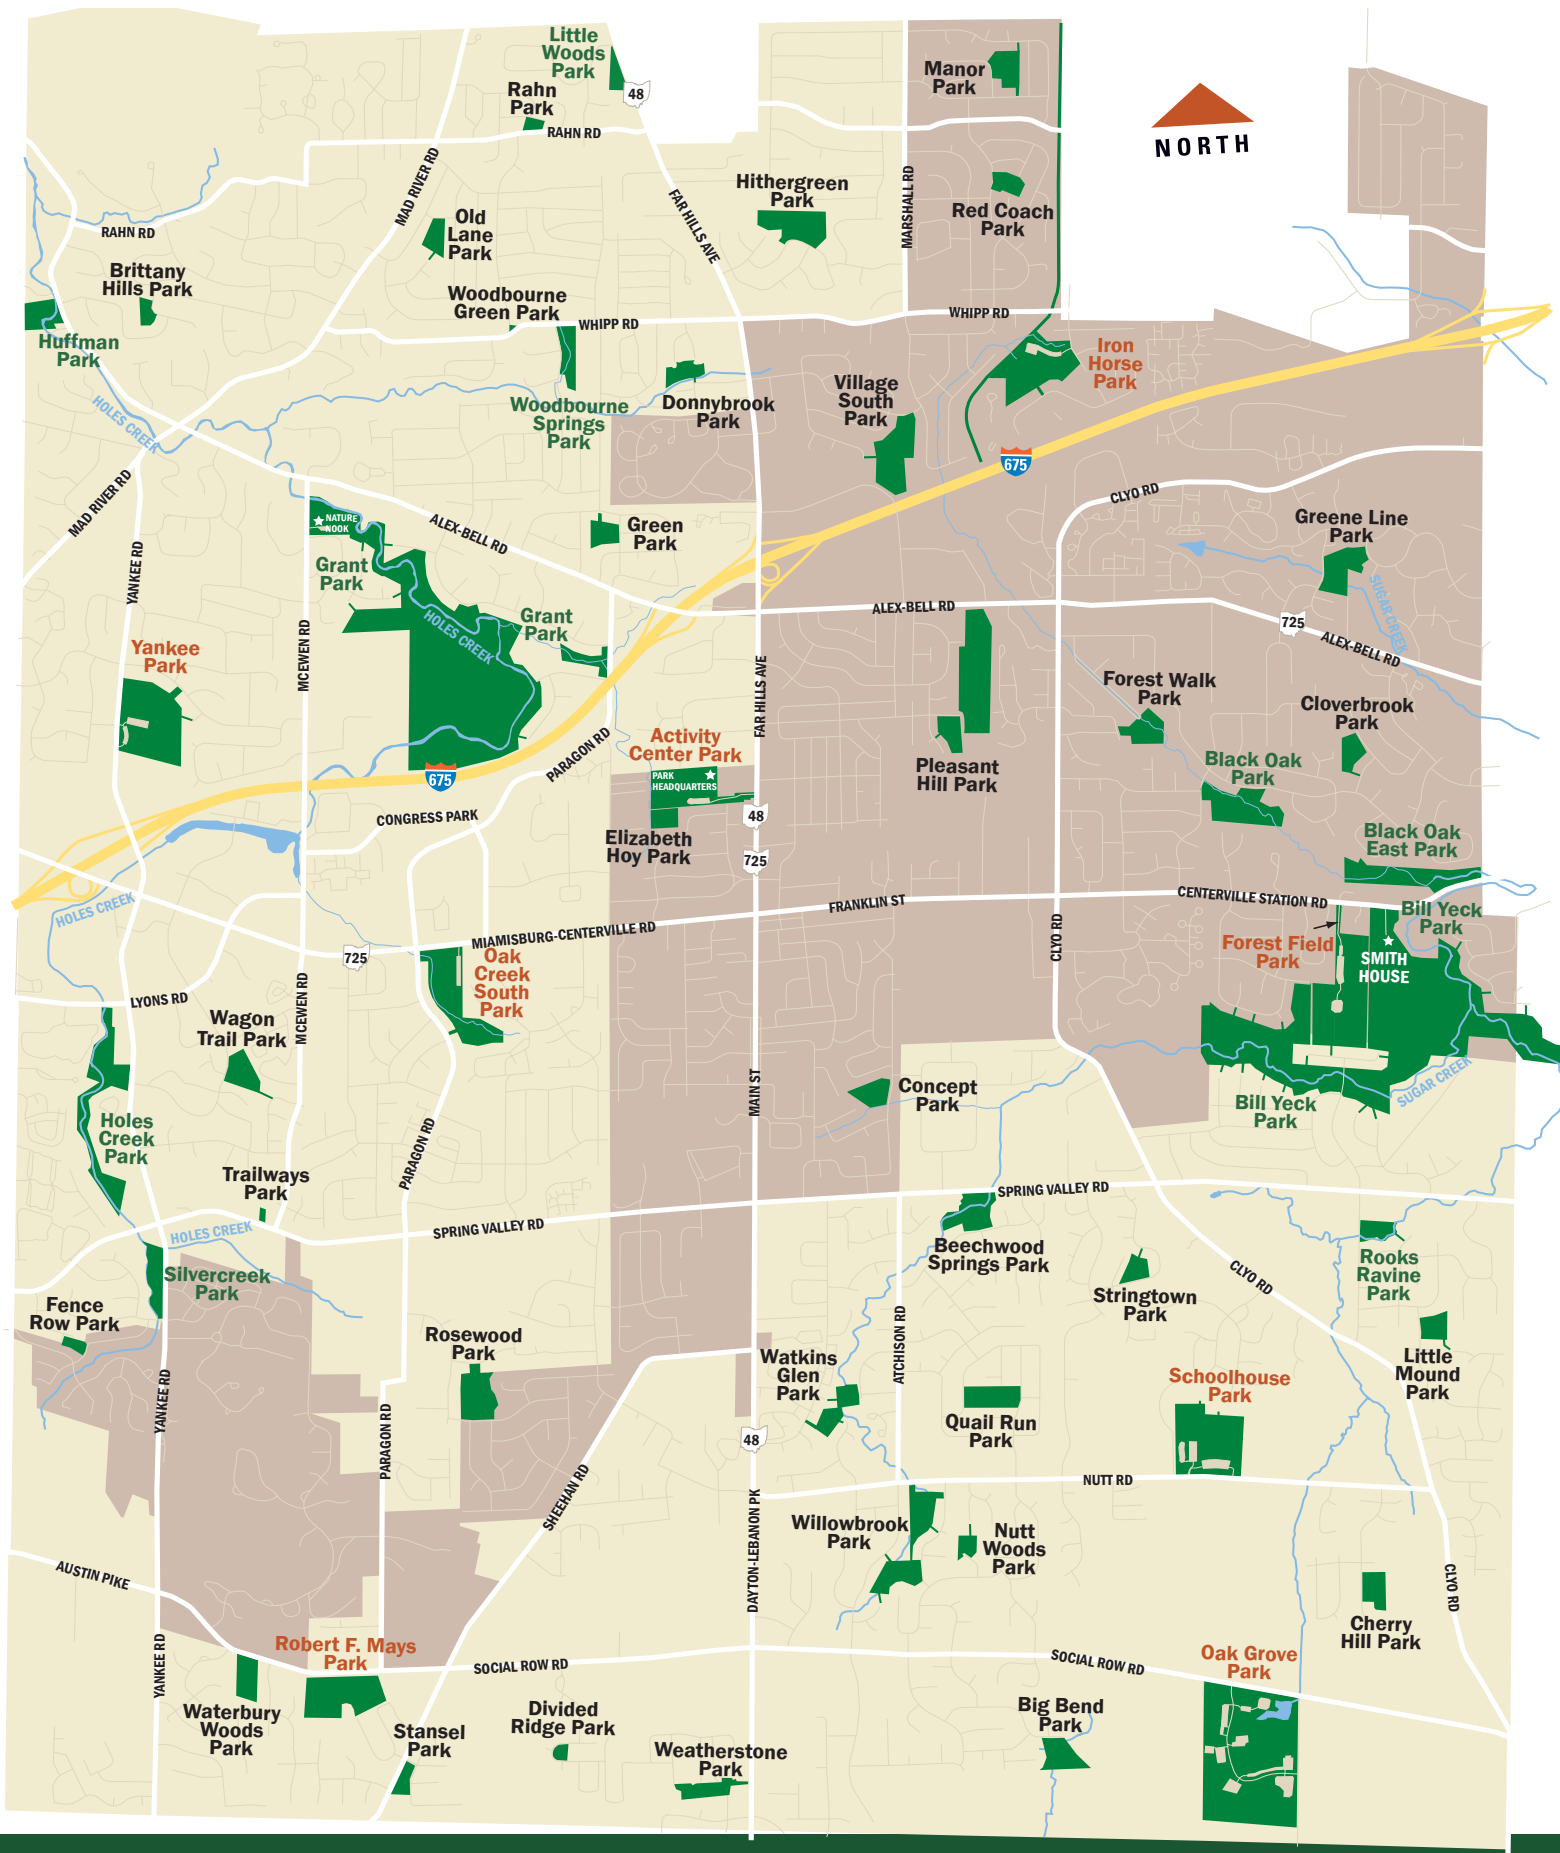 Little
Woods
Park
48
Rahn
Park
RAHN RD
Manor
Park
NORTH
MAD RIVER RD
Hithergreen
Park
MARSHALL RD
Red Coach
Park
FAR HILLS AVE
Old
Lane
Park
RAHN RD
Brittany
Hills Park
Huffman
Park
Woodbourne
Green Park
WHIPP RD
WHIPP RD
Iron
Horse
Park
Village
South
Park
Woodbourne
Springs
Park
Donnybrook
Park
HOLES CREEK
675
MAD RIVER RD
CLYO RD
Greene Line
Park
NATURE
NOOK
ALEX-BELL RD
Green
Park
YANKEE RD
Grant
Park
Grant
Park
HOLES CREEK
ALEX-BELL RD
SUGAR CREEK
725
ALEX-BELL RD
Yankee
Park
MCEWEN RD
FAR HILLS AVE
Forest Walk
Park
Cloverbrook
Park
Activity
Center Park
PARAGON RD
Pleasant
Hill Park
Black Oak
Park
675
PARK
HEADQUARTERS
CONGRESS PARK
48
Elizabeth
Hoy Park
725
Black Oak
East Park
HOLES CREEK
FRANKLIN ST
CENTERVILLE STATION RD
Bill Yeck
Park
CLYO RD
MIAMISBURG-CENTERVILLE RD
725
Oak
Creek
South
Park
Forest Field
Park
SMITH
HOUSE
LYONS RD
MCEWEN RD
Wagon
Trail Park
MAIN ST
Concept
Park
SUGAR CREEK
Bill Yeck
Park
Holes
Creek
Park
PARAGON RD
Trailways
Park
SPRING VALLEY RD
SPRING VALLEY RD
HOLES CREEK
Beechwood
Springs Park
Silvercreek
Park
Stringtown
Park
CLYO RD
Rooks
Ravine
Park
Fence
Row Park
Rosewood
Park
ATCHISON RD
Watkins
Glen
Park
Little
Mound
Park
Schoolhouse
Park
YANKEE RD
PARAGON RD
Quail Run
Park
48
NUTT RD
SHEEHAN RD
DAYTON-LEBANON PK
Willowbrook
Park
Nutt
Woods
Park
AUSTIN PIKE
CLYO RD
Cherry
Hill Park
YANKEE RD
Robert F. Mays
Park
SOCIAL ROW RD
SOCIAL ROW RD
Oak Grove
Park
Waterbury
Woods
Park
Stansel
Park
Divided
Ridge Park
Weatherstone
Park
Big Bend
Park